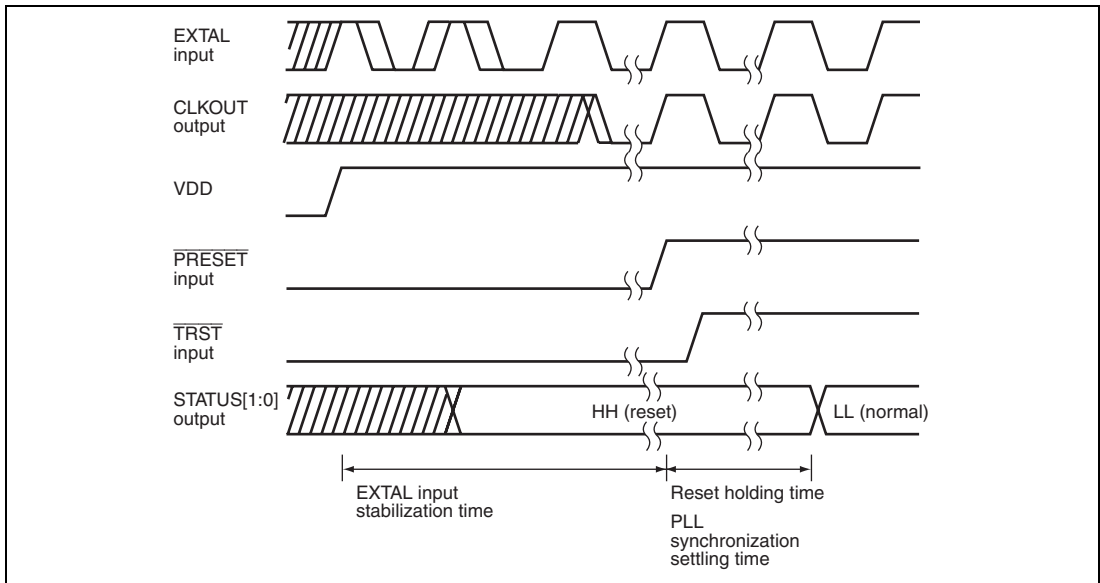 EXTAL
input
CLKOUT
output
VDD
PRESET
input
TRST
input
STATUS[1:0]
output
HH (reset)
LL (normal)
EXTAL input
stabilization time
Reset holding time
PLL
synchronization
settling time